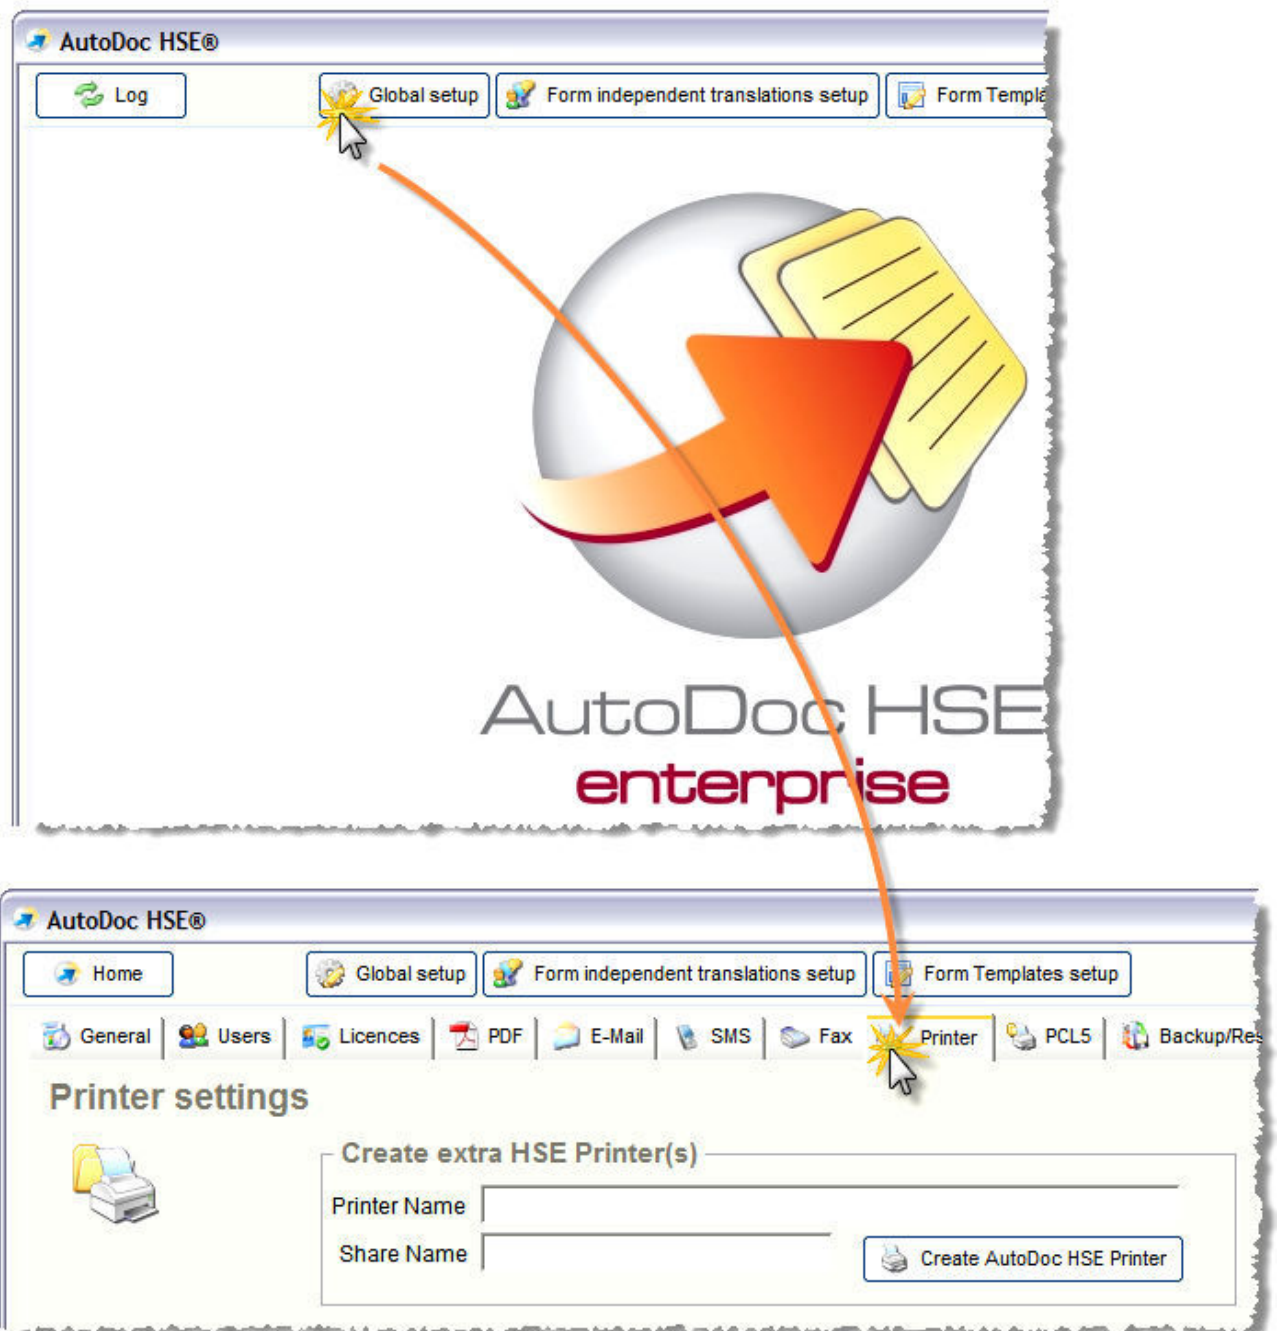 AutoDoc HSE®
Log Global setup Form independent translations setup Form Templa
AutoDoc HSE
enterprise
AutoDoc HSE®
Home Global setup Form independent translations setup Form Templates setup
General Users Licences PDF E-Mail SMS Fax Printer PCL5 Backup/Res
Printer settings
Create extra HSE Printer(s)
Printer Name
Share Name Create AutoDoc HSE Printer